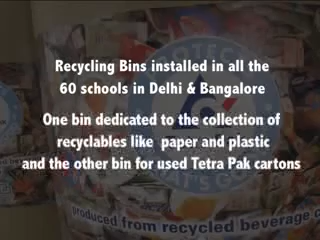 Recycling Bins installed in all the
60 schools in Delhi & Bangalore
One bin dedicated to the collection of
recyclables like paper and plastic
and the other bin for used Tetra Pak cartons
produced from recycled beverage c